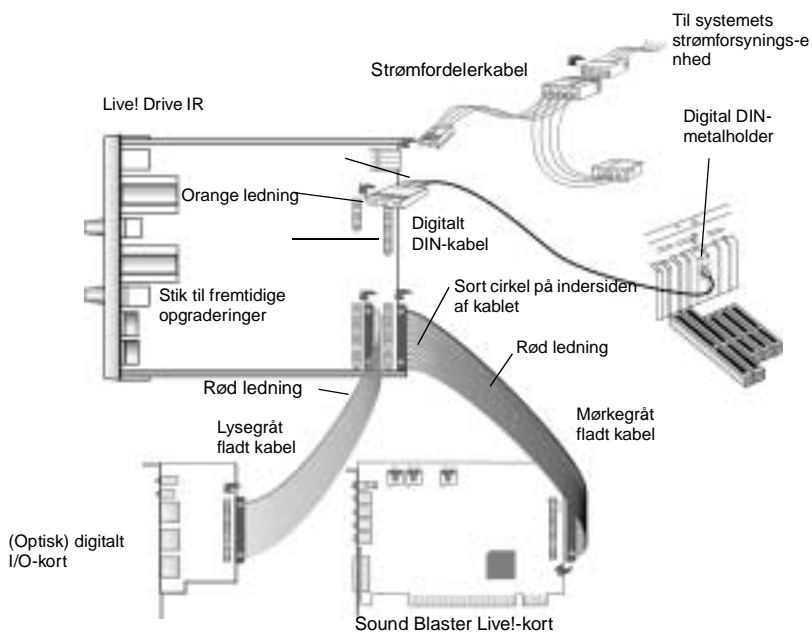 Til systemets
strømforsynings-e
nhed
Strømfordelerkabel
Live! Drive IR
Digital DIN-
metalholder
Orange ledning
Digitalt
DIN-kabel
Stik til fremtidige
opgraderinger
Sort cirkel på indersiden
af kablet
Rød ledning
Rød ledning
Lysegråt
fladt kabel
Mørkegråt
fladt kabel
(Optisk) digitalt
I/O-kort
Sound Blaster Live!-kort